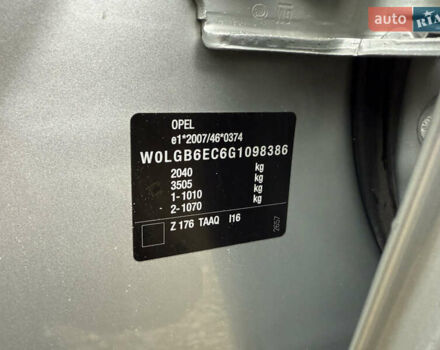 auto
RIA
OPEL
e1*2007/46*0374
W0LGB6EC6G1098386
2040 kg
3505 kg
1-1010 kg
2-1070 kg
Z 176 TAAQ I16
2657